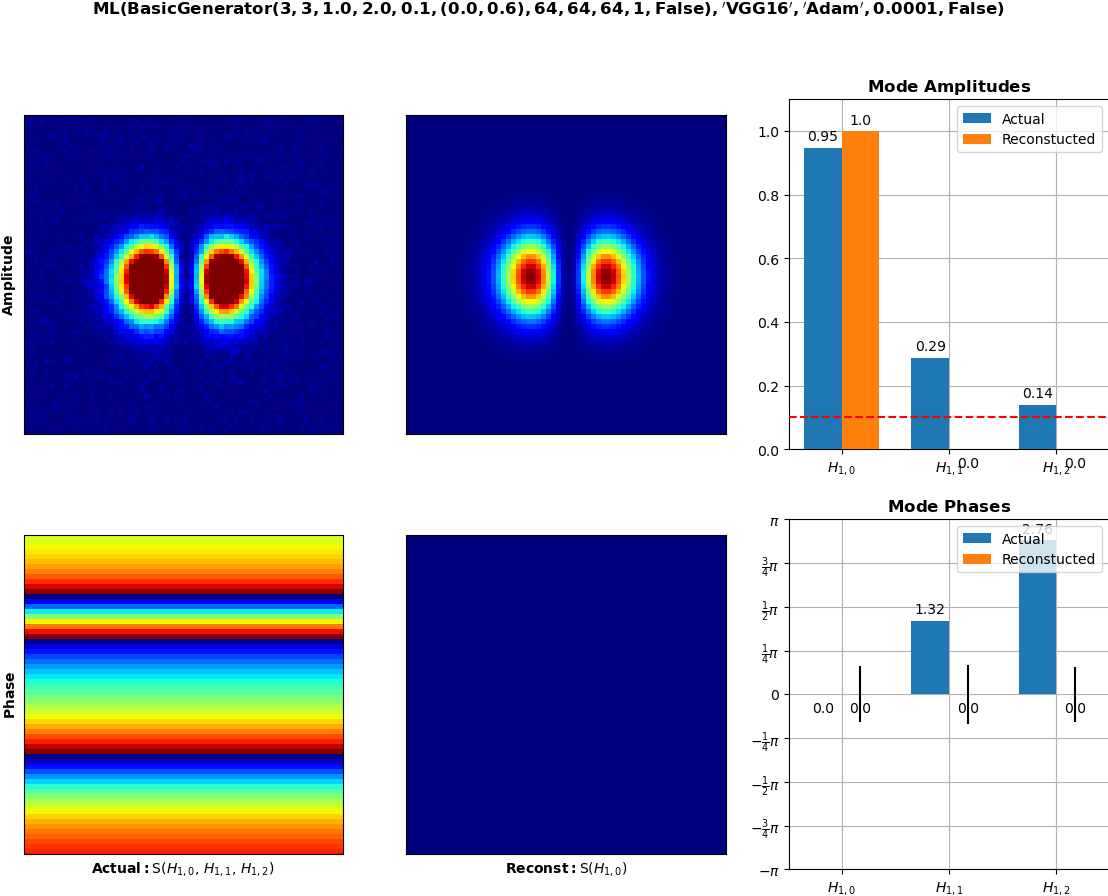 ML(BasicGenerator(3, 3, 1.0, 2.0, 0.1, (0.0, 0.6), 64, 64, 64, 1, False), ′VGG16′, ′Adam′, 0.0001, False)
Amplitude
Mode Amplitudes
Actual
Reconstucted
0.95
1.0
0.29
0.0
0.14
0.0
1.0
0.8
0.6
0.4
0.2
0.0
H1,0
H1,1
H1,2
Phase
Actual: S(H1,0, H1,1, H1,2)
Reconst: S(H1,0)
Mode Phases
Actual
Reconstucted
0.0
0.0
1.32
0.0
2.76
0.0
π
3/4π
1/2π
1/4π
0
−1/4π
−1/2π
−3/4π
−π
H1,0
H1,1
H1,2